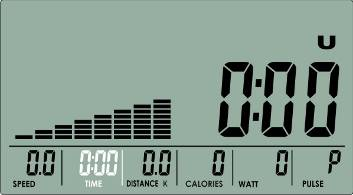 U
0:00
0.0 0:00 0.0 0 0 P
SPEED TIME DISTANCE K CALORIES WATT PULSE